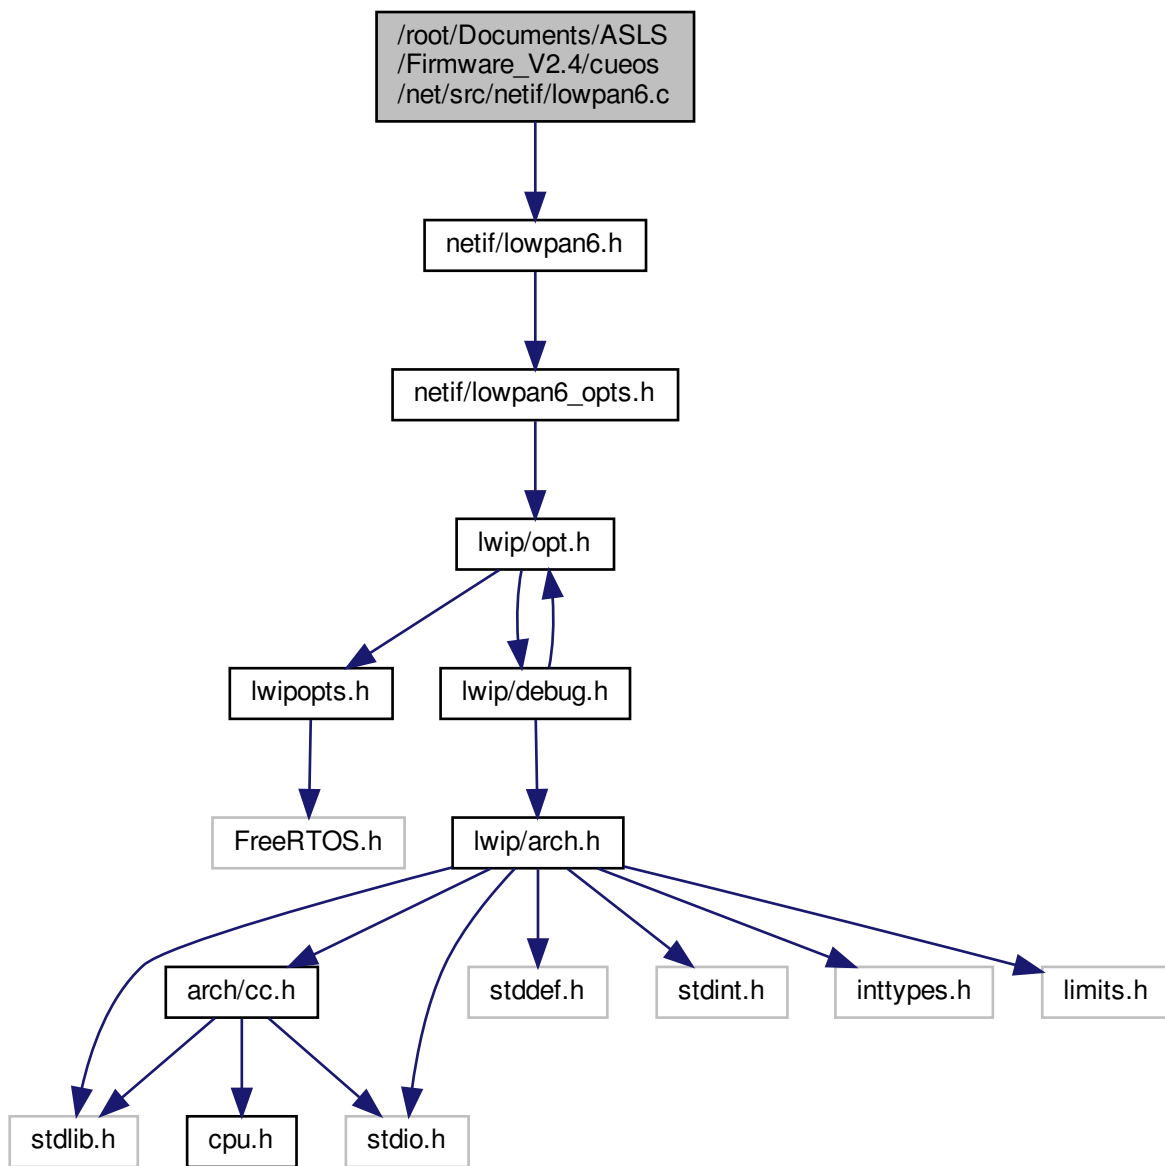 /root/Documents/ASLS
/Firmware_V2.4/cueos
/net/src/netif/lowpan6.c
netif/lowpan6.h
netif/lowpan6_opts.h
lwip/opt.h
lwipopts.h
lwip/debug.h
FreeRTOS.h
lwip/arch.h
arch/cc.h
stddef.h
stdint.h
inttypes.h
limits.h
stdlib.h
cpu.h
stdio.h